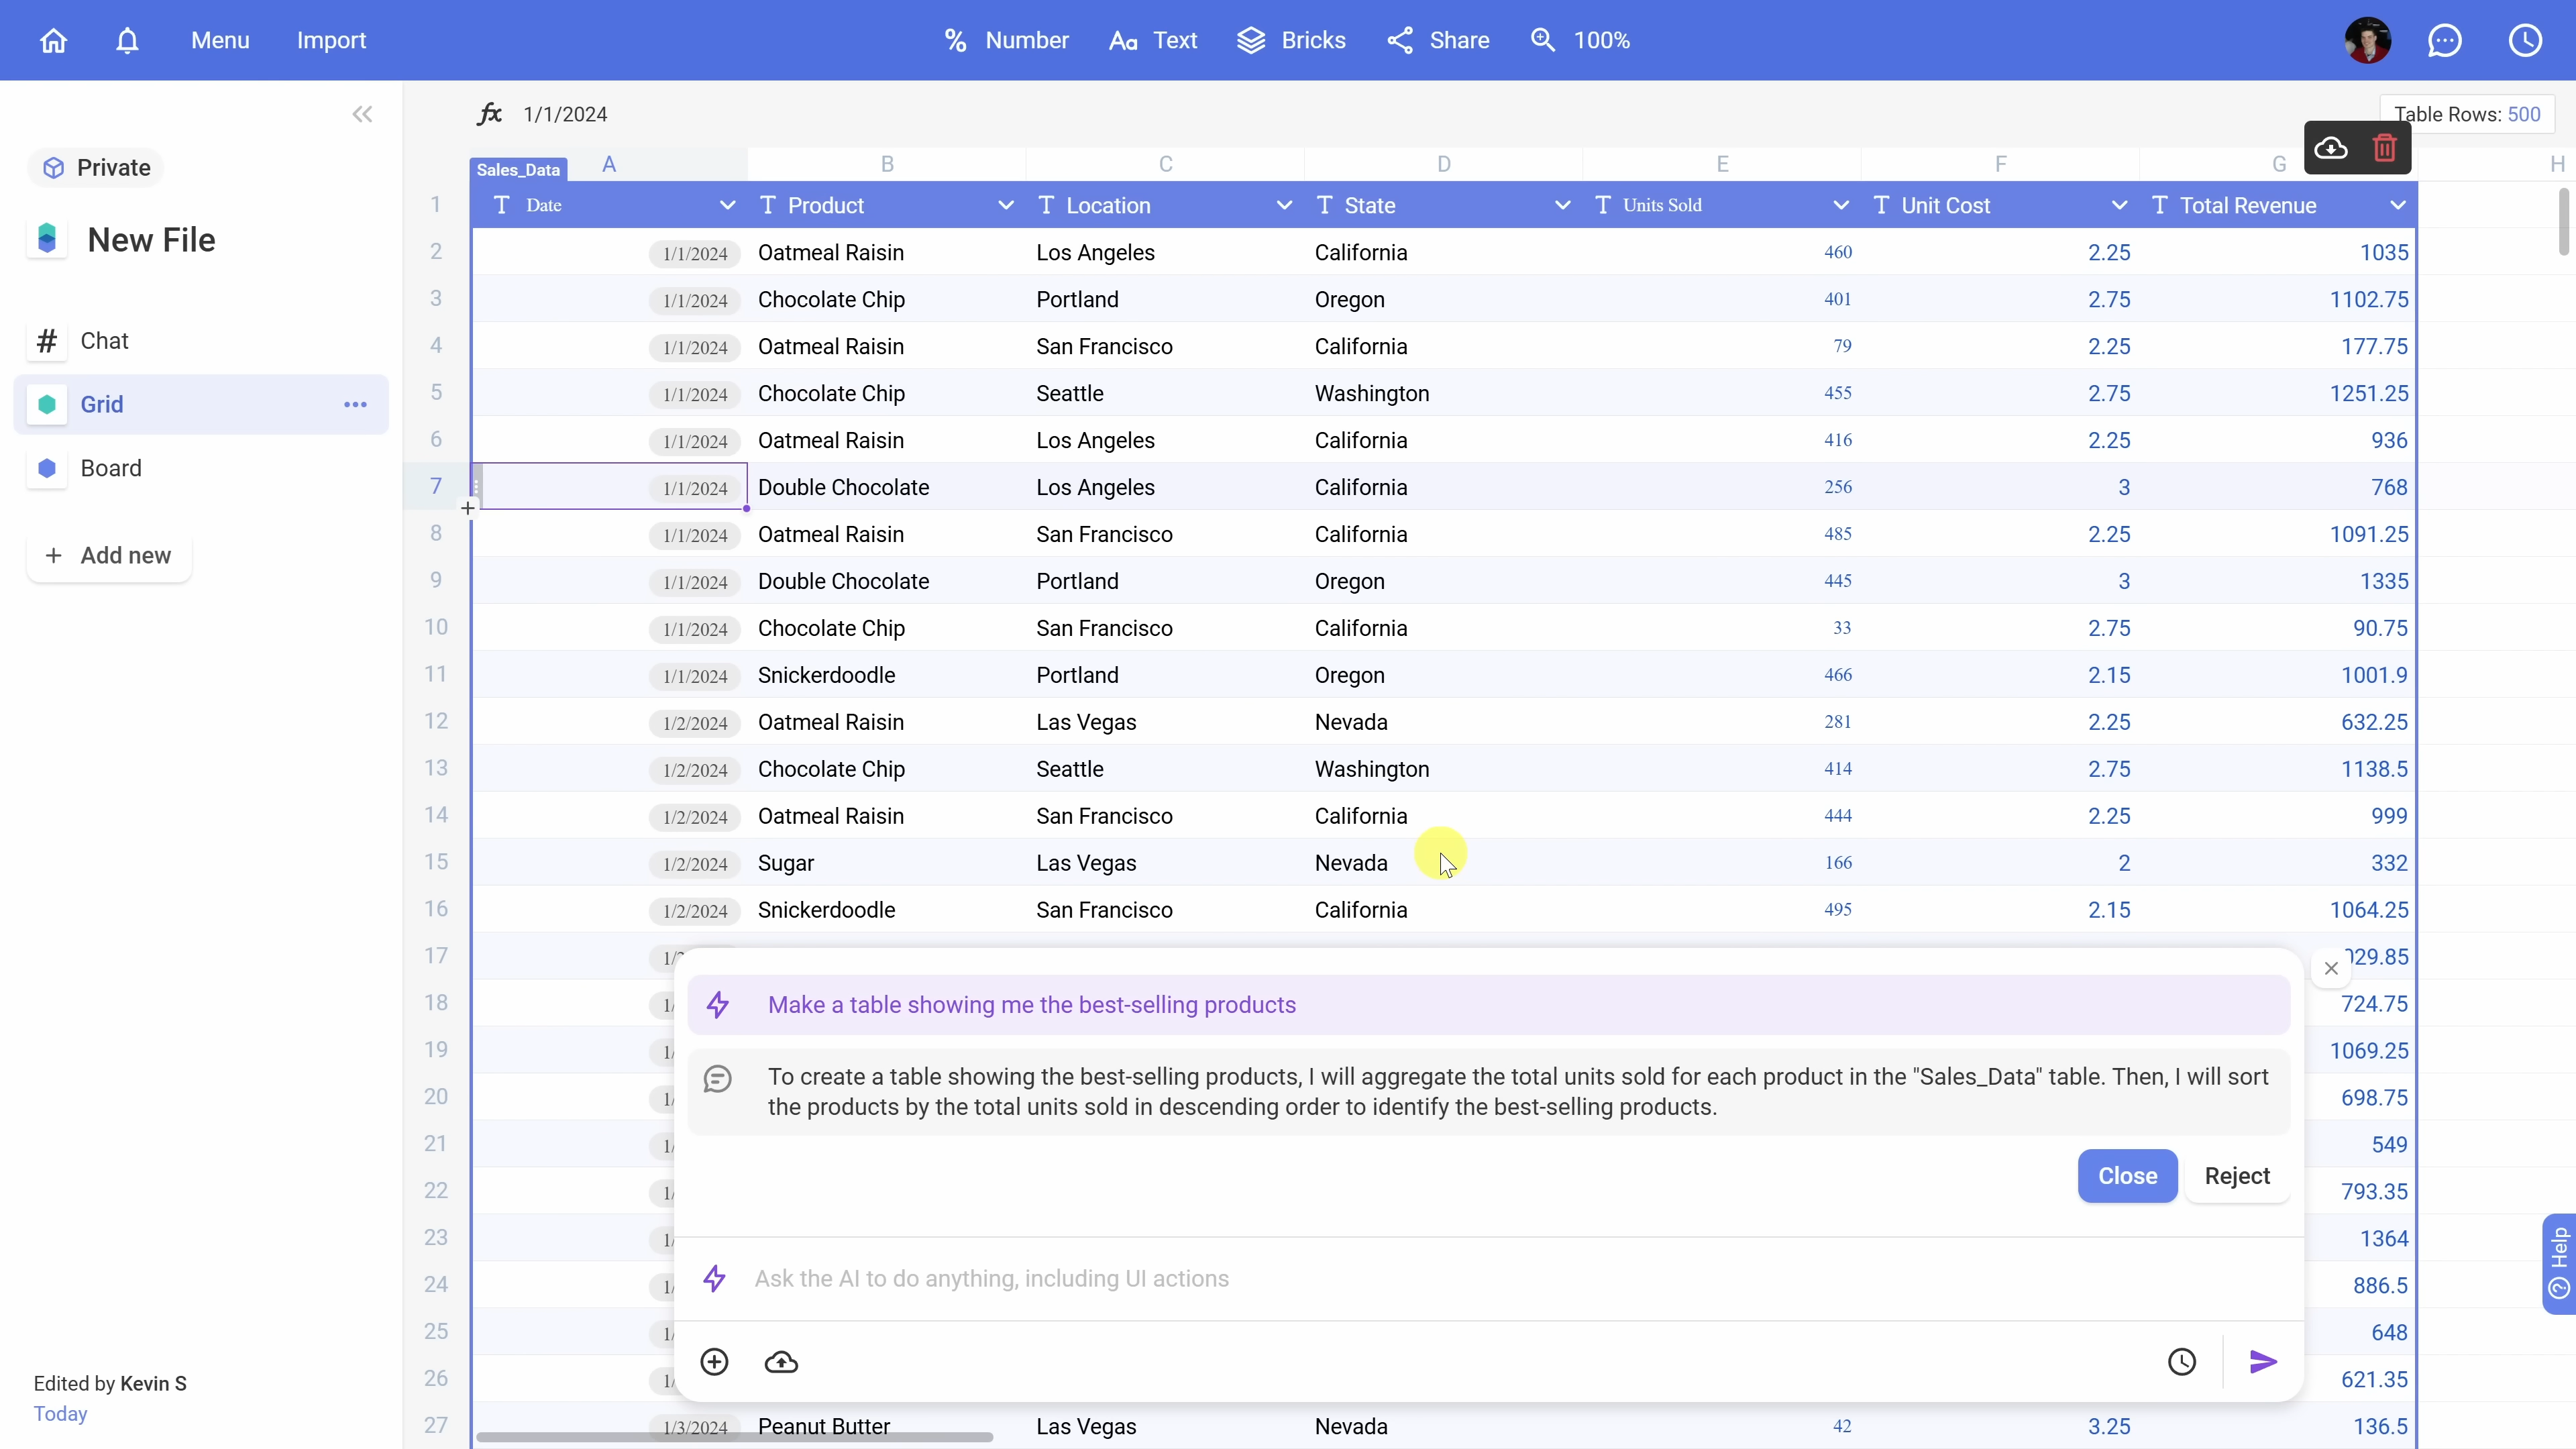 Menu Import % Number Aa Text Bricks Share 100%
fx 1/1/2024 Table Rows: 500
Private
New File
# Chat
Grid
Board
+ Add new
Edited by Kevin S
Today
Sales_Data A B C D E F G H
1 Date Product Location State Units Sold Unit Cost Total Revenue
2 1/1/2024 Oatmeal Raisin Los Angeles California 460 2.25 1035
3 1/1/2024 Chocolate Chip Portland Oregon 401 2.75 1102.75
4 1/1/2024 Oatmeal Raisin San Francisco California 79 2.25 177.75
5 1/1/2024 Chocolate Chip Seattle Washington 455 2.75 1251.25
6 1/1/2024 Oatmeal Raisin Los Angeles California 416 2.25 936
7 1/1/2024 Double Chocolate Los Angeles California 256 3 768
8 1/1/2024 Oatmeal Raisin San Francisco California 485 2.25 1091.25
9 1/1/2024 Double Chocolate Portland Oregon 445 3 1335
10 1/1/2024 Chocolate Chip San Francisco California 33 2.75 90.75
11 1/1/2024 Snickerdoodle Portland Oregon 466 2.15 1001.9
12 1/2/2024 Oatmeal Raisin Las Vegas Nevada 281 2.25 632.25
13 1/2/2024 Chocolate Chip Seattle Washington 414 2.75 1138.5
14 1/2/2024 Oatmeal Raisin San Francisco California 444 2.25 999
15 1/2/2024 Sugar Las Vegas Nevada 166 2 332
16 1/2/2024 Snickerdoodle San Francisco California 495 2.15 1064.25
17 29.85
18 724.75
19 1069.25
20 698.75
21 549
22 793.35
23 1364
24 886.5
25 648
26 621.35
27 1/3/2024 Peanut Butter Las Vegas Nevada 42 3.25 136.5
Make a table showing me the best-selling products
To create a table showing the best-selling products, I will aggregate the total units sold for each product in the "Sales_Data" table. Then, I will sort
the products by the total units sold in descending order to identify the best-selling products.
Close Reject
Ask the AI to do anything, including UI actions
Help